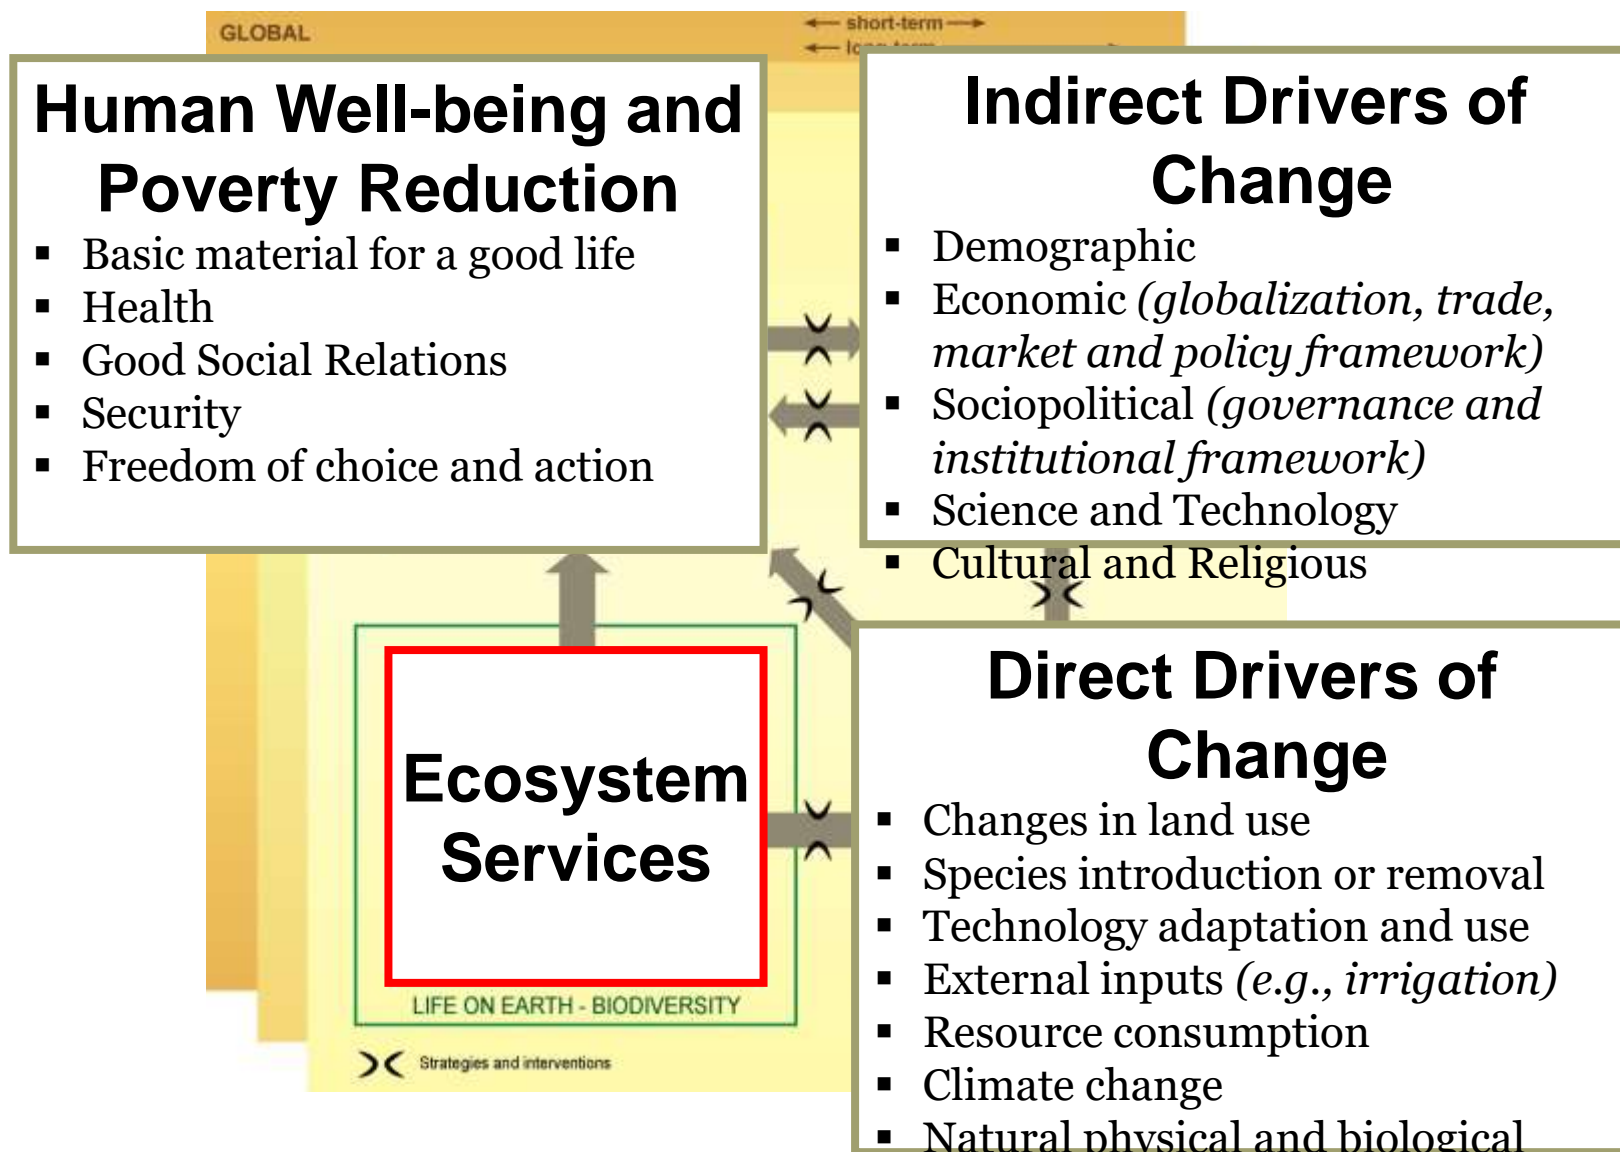 GLOBAL
short-term
Human Well-being and
Poverty Reduction
▪ Basic material for a good life
▪ Health
▪ Good Social Relations
▪ Security
▪ Freedom of choice and action
Indirect Drivers of
Change
▪ Demographic
▪ Economic (globalization, trade,
market and policy framework)
▪ Sociopolitical (governance and
institutional framework)
▪ Science and Technology
▪ Cultural and Religious
Ecosystem
Services
LIFE ON EARTH - BIODIVERSITY
Strategies and interventions
Direct Drivers of
Change
▪ Changes in land use
▪ Species introduction or removal
▪ Technology adaptation and use
▪ External inputs (e.g., irrigation)
▪ Resource consumption
▪ Climate change
▪ Natural physical and biological